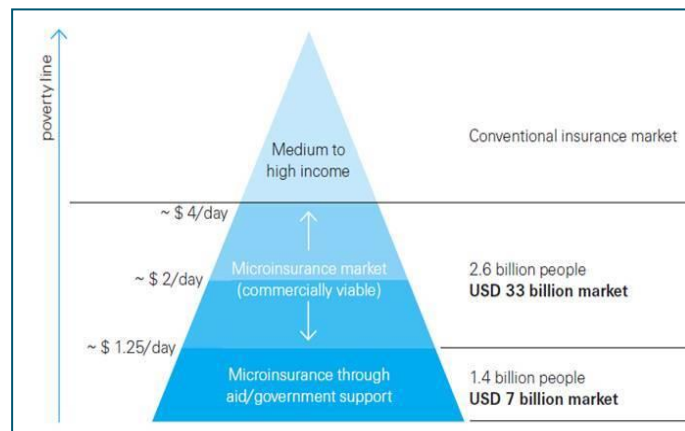 poverty line
Medium to
high income
Conventional insurance market
~ $ 4/day
Microinsurance market
(commercially viable)
~ $ 2/day
2.6 billion people
USD 33 billion market
~ $ 1.25/day
Microinsurance through
aid/government support
1.4 billion people
USD 7 billion market